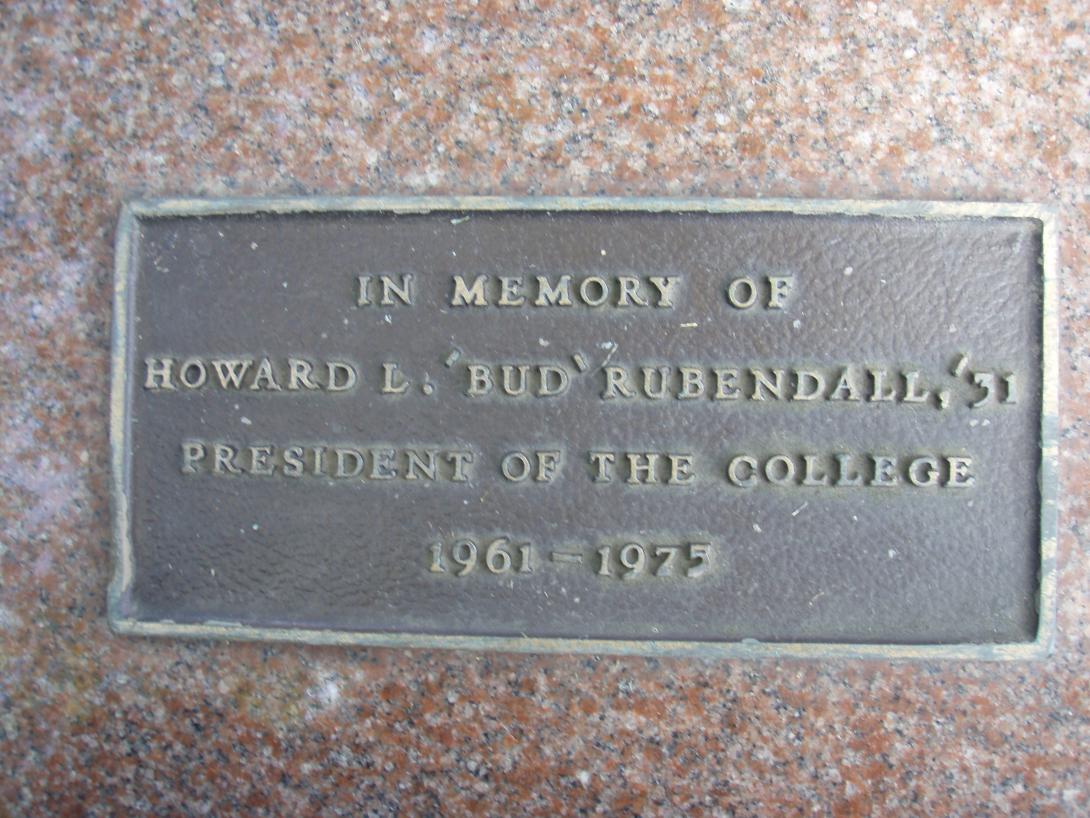 IN MEMORY OF
HOWARD L. 'BUD' RUBENDALL, '31
PRESIDENT OF THE COLLEGE
1961-1975